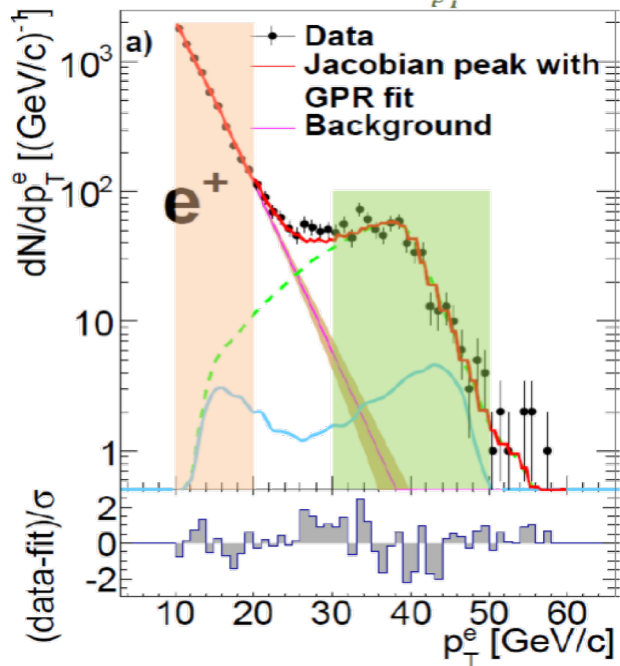 p_T
a)
Data
Jacobian peak with
GPR fit
Background
e^+
dN/dp_T^e [(GeV/c)^-1]
10^3
10^2
10
1
(data-fit)/σ
2
0
-2
10 20 30 40 50 60
p_T^e [GeV/c]